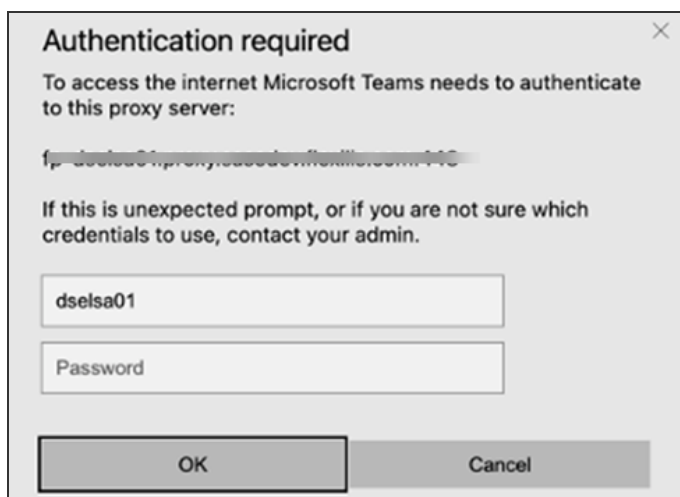 Authentication required
To access the internet Microsoft Teams needs to authenticate
to this proxy server:
If this is unexpected prompt, or if you are not sure which
credentials to use, contact your admin.
dselsa01
Password
OK
Cancel